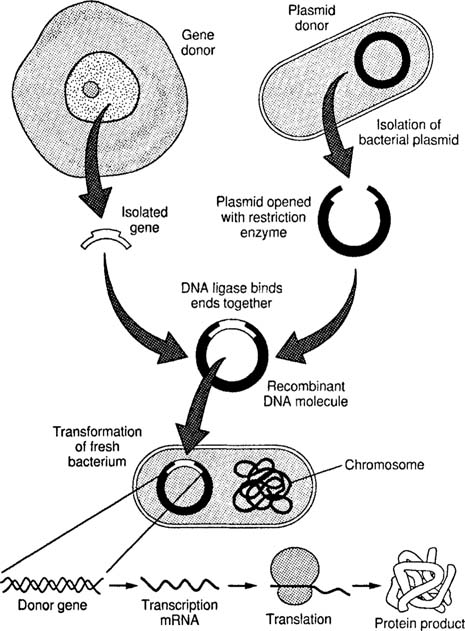 Gene
donor
Plasmid
donor
Isolation of
bacterial plasmid
Isolated
gene
Plasmid opened
with restriction
enzyme
DNA ligase binds
ends together
Recombinant
DNA molecule
Transformation
of fresh
bacterium
Chromosome
Donor gene
Transcription
mRNA
Translation
Protein product